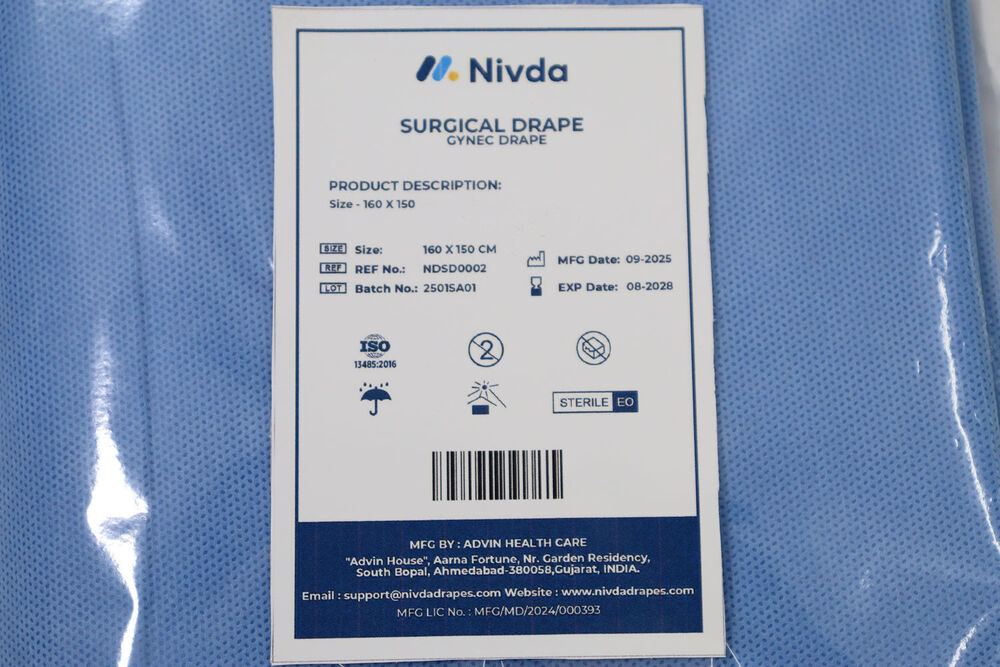 Nivda
SURGICAL DRAPE
GYNEC DRAPE
PRODUCT DESCRIPTION:
Size - 160 X 150
SIZE Size: 160 X 150 CM
REF REF No.: NDSD0002
LOT Batch No.: 2501SA01
MFG Date: 09-2025
EXP Date: 08-2028
ISO
13485:2016
2
STERILE EO
MFG BY : ADVIN HEALTH CARE
"Advin House", Aarna Fortune, Nr. Garden Residency,
South Bopal, Ahmedabad-380058,Gujarat, INDIA.
Email : support@nivdadrapes.com Website : www.nivdadrapes.com
MFG LIC No. : MFG/MD/2024/000393